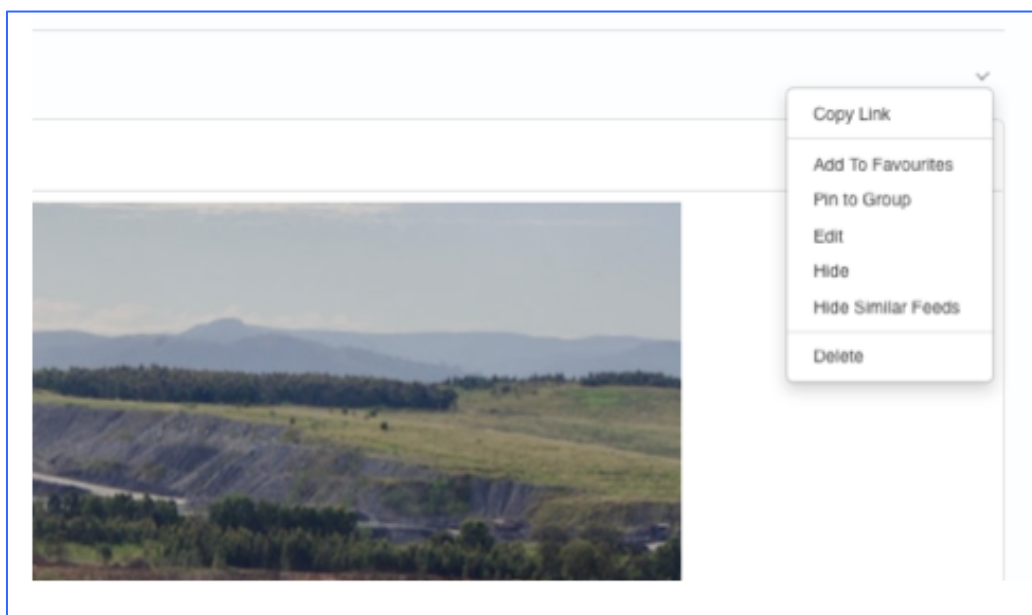 Copy Link
Add To Favourites
Pin to Group
Edit
Hide
Hide Similar Feeds
Delete